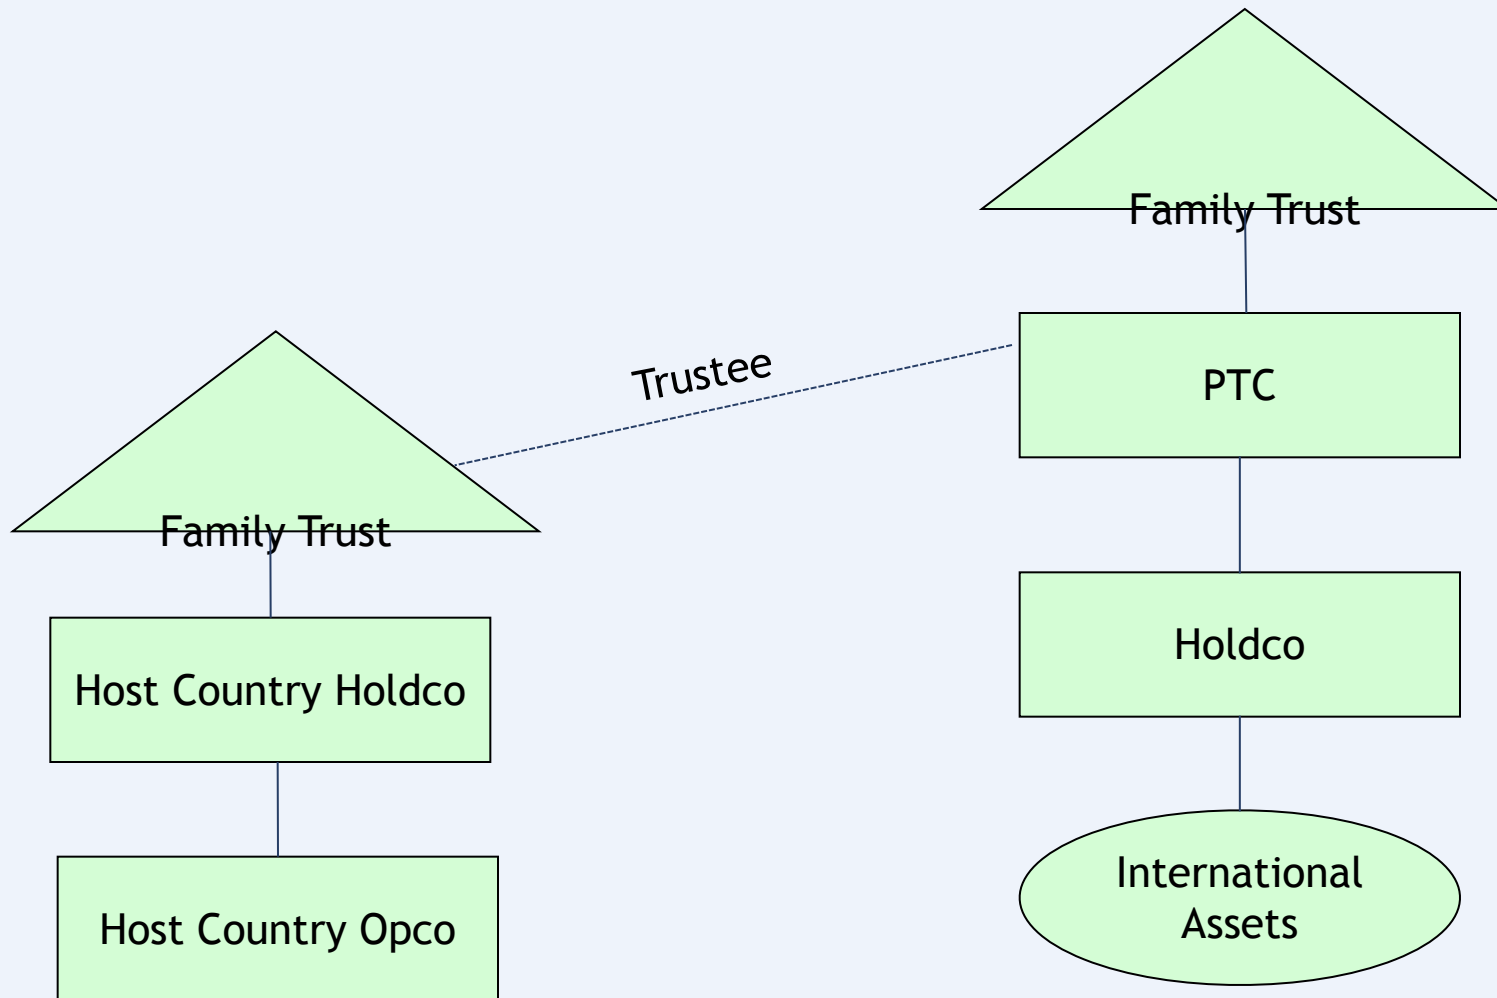 Family Trust
Trustee
PTC
Family Trust
Holdco
Host Country Holdco
International
Assets
Host Country Opco